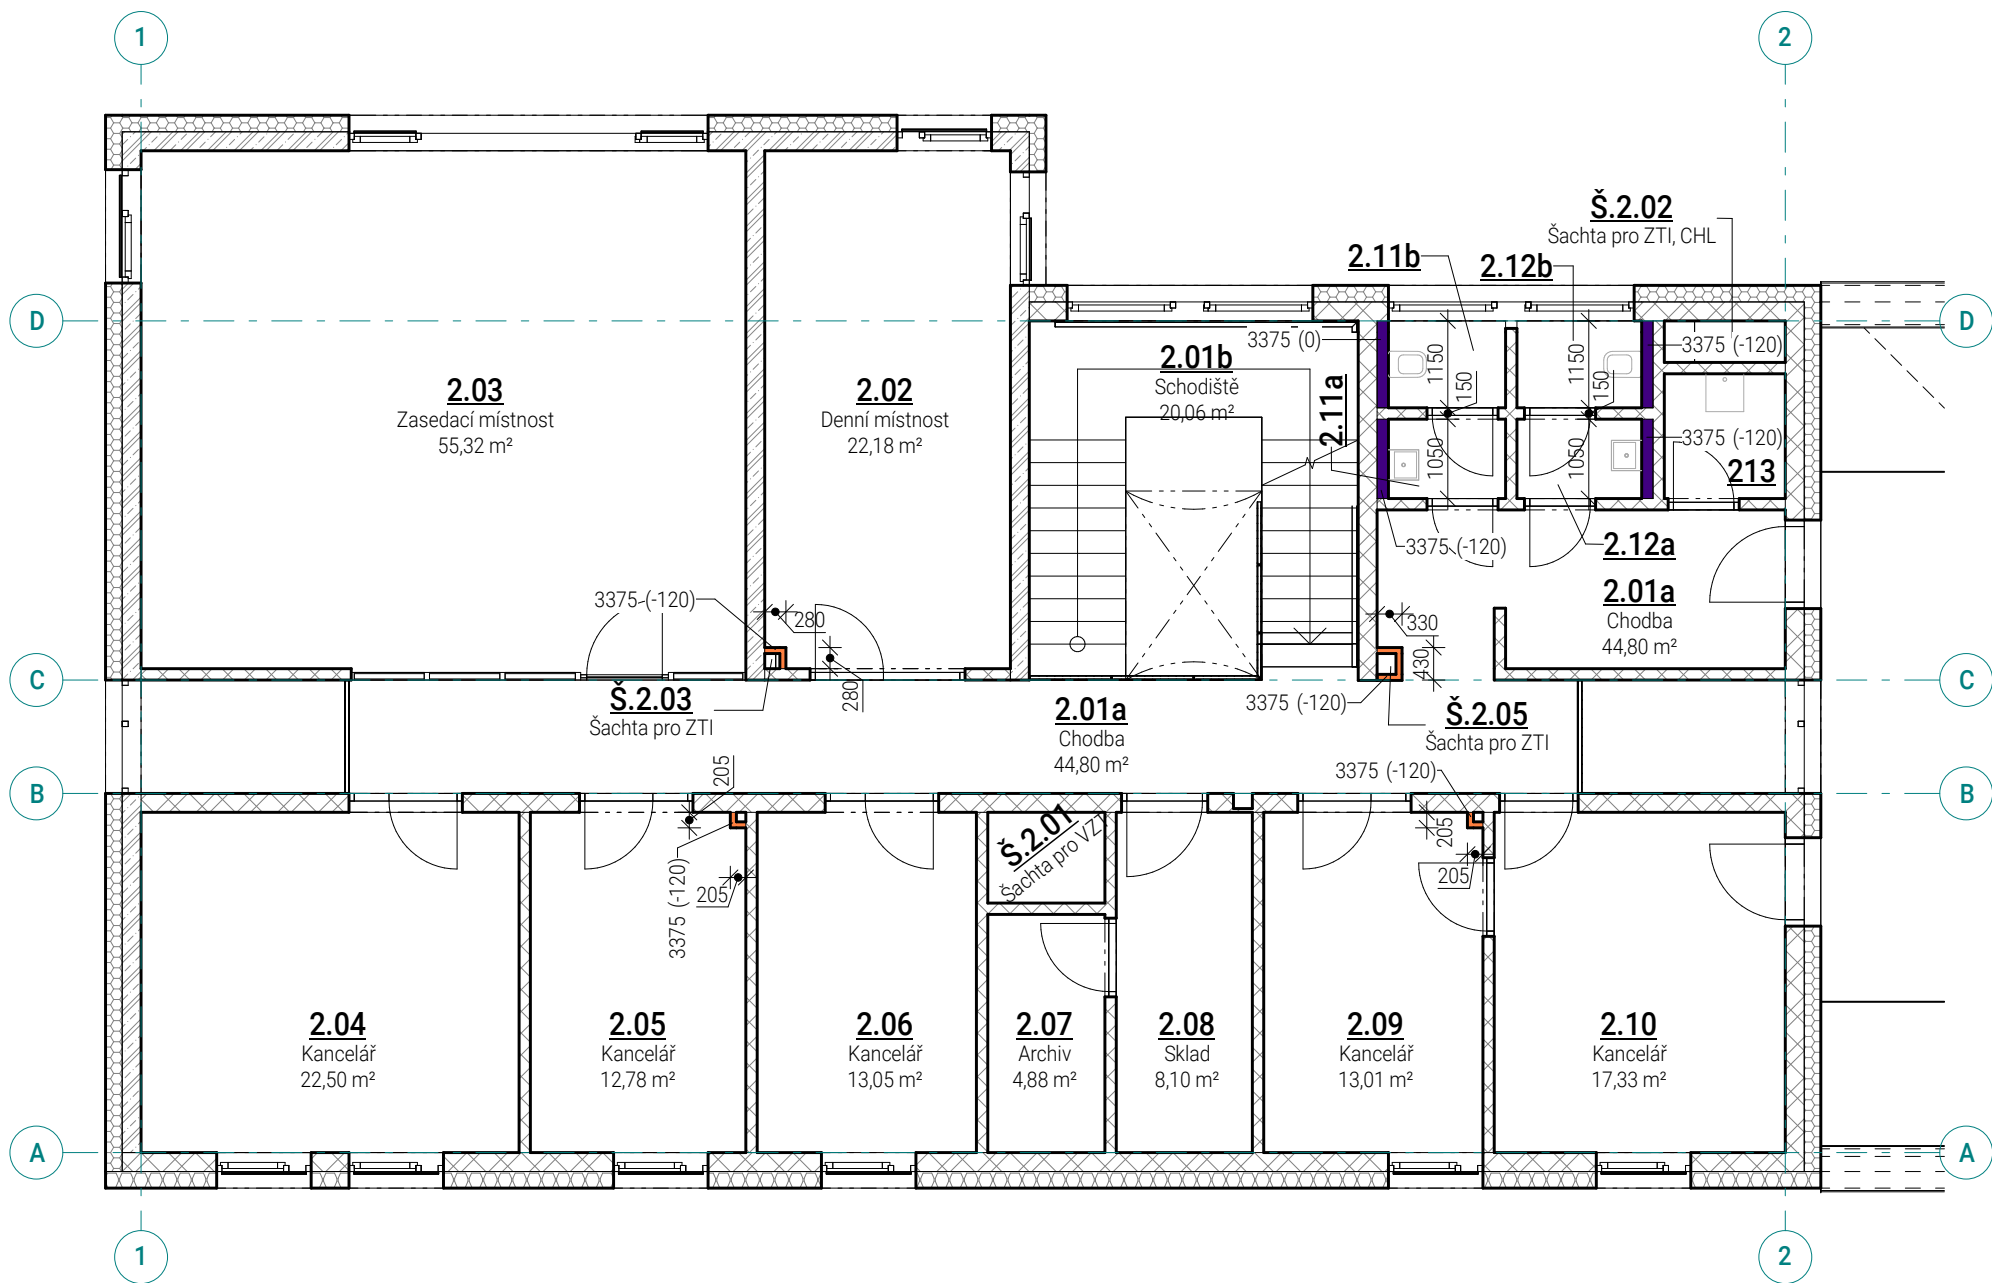 1
2
Š.2.02
Šachta pro ZTI, CHL
2.11b
2.12b
D
D
3375 (0)
1150
150
1150
150
3375 (-120)
2.01b
Schodiště
20,06 m²
2.11a
2.03
Zasedací místnost
55,32 m²
2.02
Denní místnost
22,18 m²
1050
1050
3375 (-120)
213
3375 (-120)
2.12a
2.01a
Chodba
44,80 m²
3375 (-120)
280
280
330
430
C
C
Š.2.03
Šachta pro ZTI
2.01a
Chodba
44,80 m²
3375 (-120)
Š.2.05
Šachta pro ZTI
B
B
205
3375 (-120)
3375 (-120)
205
Š.2.01
Šachta pro VZT
205
205
2.04
Kancelář
22,50 m²
2.05
Kancelář
12,78 m²
2.06
Kancelář
13,05 m²
2.07
Archiv
4,88 m²
2.08
Sklad
8,10 m²
2.09
Kancelář
13,01 m²
2.10
Kancelář
17,33 m²
A
A
1
2